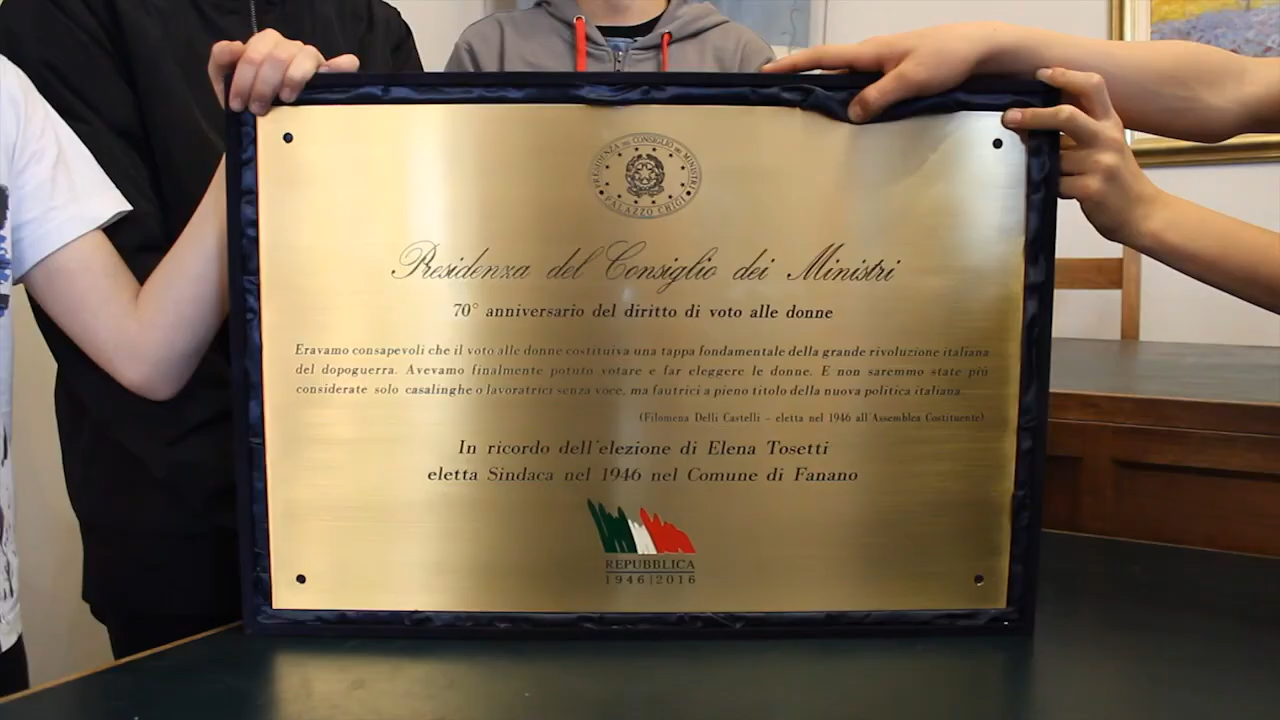 PRESIDENZA DEL CONSIGLIO DEI MINISTRI
PALAZZO CHIGI
Presidenza del Consiglio dei Ministri
70° anniversario del diritto di voto alle donne
Eravamo consapevoli che il voto alle donne costituiva una tappa fondamentale della grande rivoluzione italiana
del dopoguerra. Avevamo finalmente potuto votare e far eleggere le donne. E non saremmo state più
considerate solo casalinghe o lavoratrici senza voce, ma fautrici a pieno titolo della nuova politica italiana.
(Filomena Delli Castelli – eletta nel 1946 all'Assemblea Costituente)
In ricordo dell'elezione di Elena Tosetti
eletta Sindaca nel 1946 nel Comune di Fanano
REPUBBLICA
1946|2016